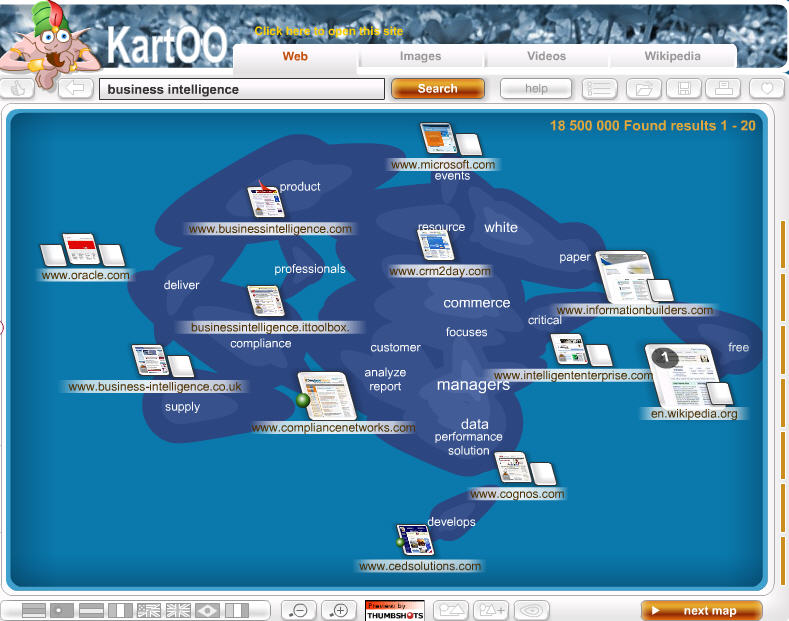 Click here to open this site
KartOO
Web
Images
Videos
Wikipedia
business intelligence
Search
help
18 500 000 Found results 1 - 20
www.microsoft.com
events
product
www.businessintelligence.com
resource
white
www.oracle.com
professionals
www.crm2day.com
paper
deliver
commerce
www.informationbuilders.com
businessintelligence.ittoolbox.
critical
focuses
compliance
customer
free
1
www.intelligententerprise.com
www.business-intelligence.co.uk
analyze
report
managers
supply
en.wikipedia.org
www.compliancenetworks.com
data
performance
solution
www.cognos.com
develops
www.cedsolutions.com
Preview by
THUMBSHOTS
next map